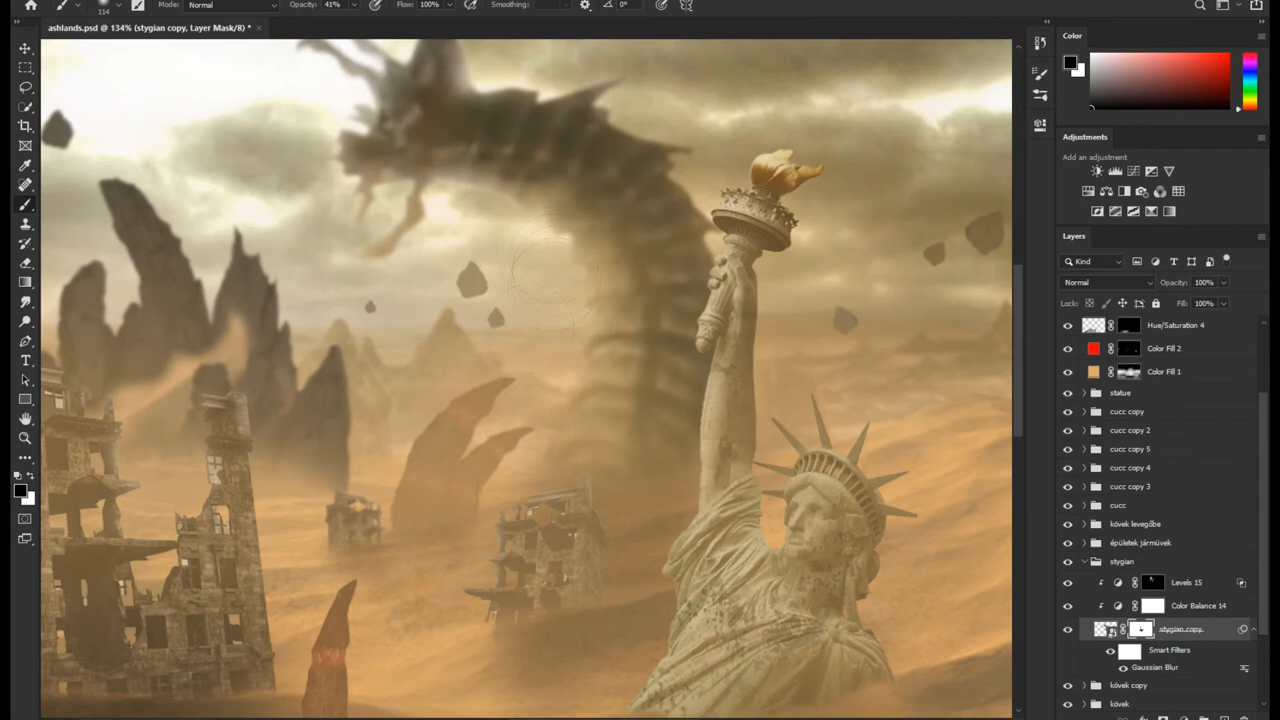 114 Mode: Normal Opacity: 41% Flow: 100% Smoothing: 0°
ashlands.psd @ 134% (stygian copy, Layer Mask/8) * ×
Color
Adjustments
Add an adjustment
Layers
Kind
Normal Opacity: 100%
Lock: Fill: 100%
Hue/Saturation 4
Color Fill 2
Color Fill 1
statue
cucc copy
cucc copy 2
cucc copy 5
cucc copy 4
cucc copy 3
cucc
kövek levegőbe
épületek járművek
stygian
Levels 15
Color Balance 14
stygian copy
Smart Filters
Gaussian Blur
kövek copy
kövek